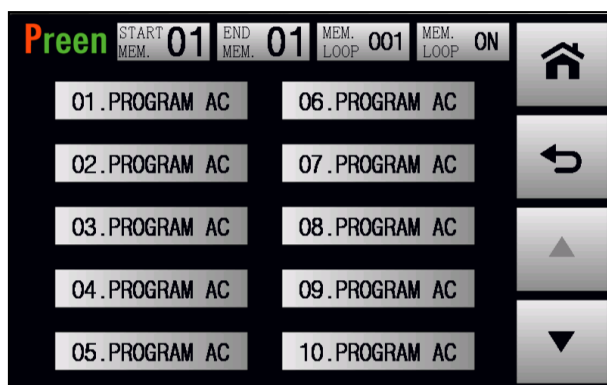 Preen START MEM. 01 END MEM. 01 MEM. LOOP 001 MEM. LOOP ON
01.PROGRAM AC 06.PROGRAM AC
02.PROGRAM AC 07.PROGRAM AC
03.PROGRAM AC 08.PROGRAM AC
04.PROGRAM AC 09.PROGRAM AC
05.PROGRAM AC 10.PROGRAM AC